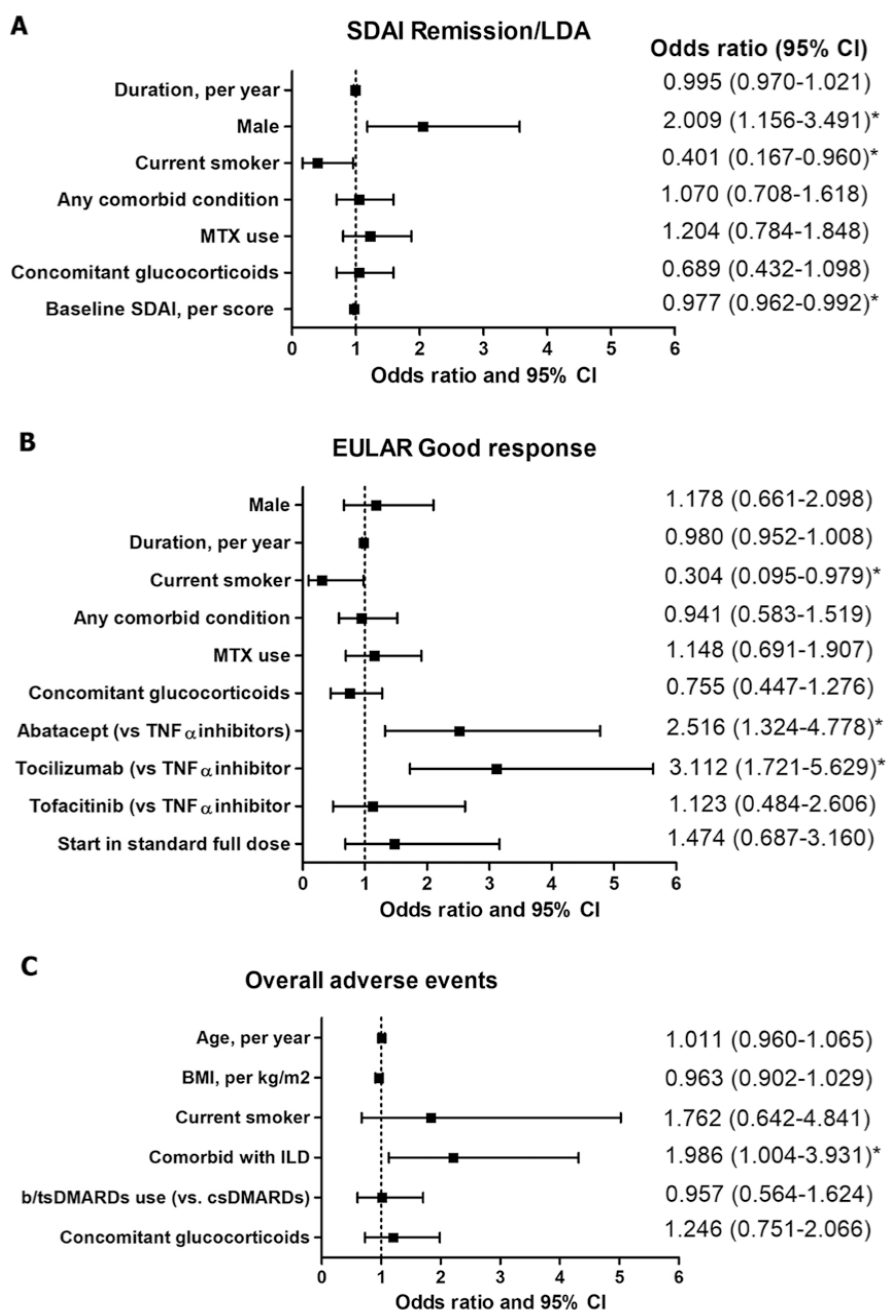 A
SDAI Remission/LDA
Odds ratio (95% CI)
Duration, per year 0.995 (0.970-1.021)
Male 2.009 (1.156-3.491)*
Current smoker 0.401 (0.167-0.960)*
Any comorbid condition 1.070 (0.708-1.618)
MTX use 1.204 (0.784-1.848)
Concomitant glucocorticoids 0.689 (0.432-1.098)
Baseline SDAI, per score 0.977 (0.962-0.992)*
0 1 2 3 4 5 6
Odds ratio and 95% CI
B
EULAR Good response
Male 1.178 (0.661-2.098)
Duration, per year 0.980 (0.952-1.008)
Current smoker 0.304 (0.095-0.979)*
Any comorbid condition 0.941 (0.583-1.519)
MTX use 1.148 (0.691-1.907)
Concomitant glucocorticoids 0.755 (0.447-1.276)
Abatacept (vs TNF α inhibitors) 2.516 (1.324-4.778)*
Tocilizumab (vs TNF α inhibitor 3.112 (1.721-5.629)*
Tofacitinib (vs TNF α inhibitor 1.123 (0.484-2.606)
Start in standard full dose 1.474 (0.687-3.160)
0 1 2 3 4 5 6
Odds ratio and 95% CI
C
Overall adverse events
Age, per year 1.011 (0.960-1.065)
BMI, per kg/m2 0.963 (0.902-1.029)
Current smoker 1.762 (0.642-4.841)
Comorbid with ILD 1.986 (1.004-3.931)*
b/tsDMARDs use (vs. csDMARDs) 0.957 (0.564-1.624)
Concomitant glucocorticoids 1.246 (0.751-2.066)
0 1 2 3 4 5 6
Odds ratio and 95% CI